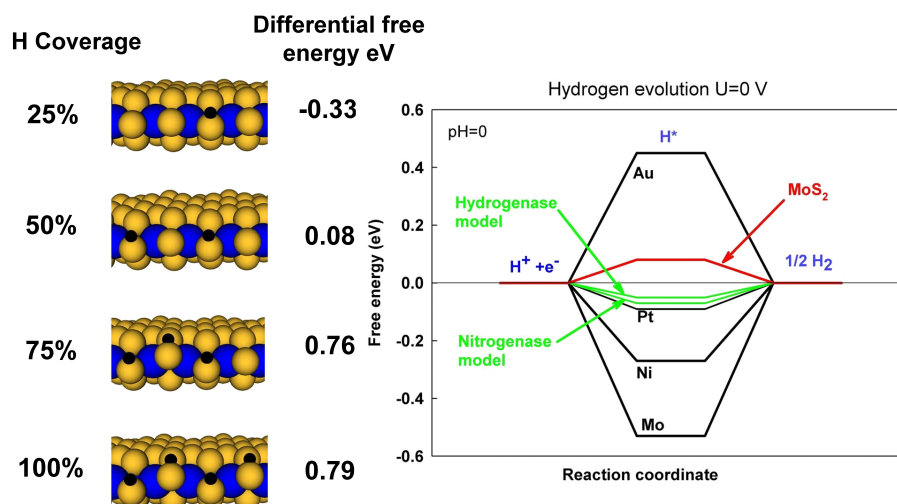 H Coverage
Differential free
energy eV
25%
-0.33
50%
0.08
75%
0.76
100%
0.79
Hydrogen evolution U=0 V
pH=0
H*
Au
Hydrogenase
model
MoS₂
H⁺ +e⁻
1/2 H₂
Pt
Nitrogenase
model
Ni
Mo
0.6
0.4
0.2
0.0
-0.2
-0.4
-0.6
Free energy (eV)
Reaction coordinate